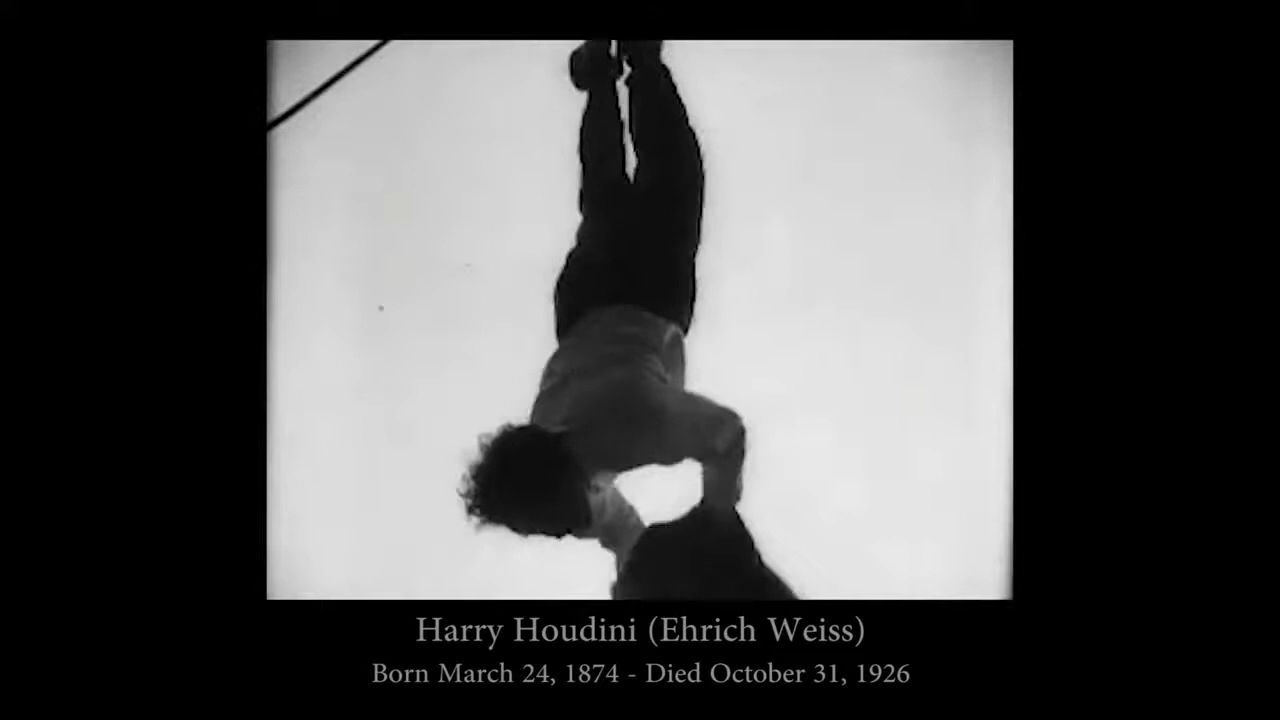 Harry Houdini (Ehrich Weiss)
Born March 24, 1874 - Died October 31, 1926